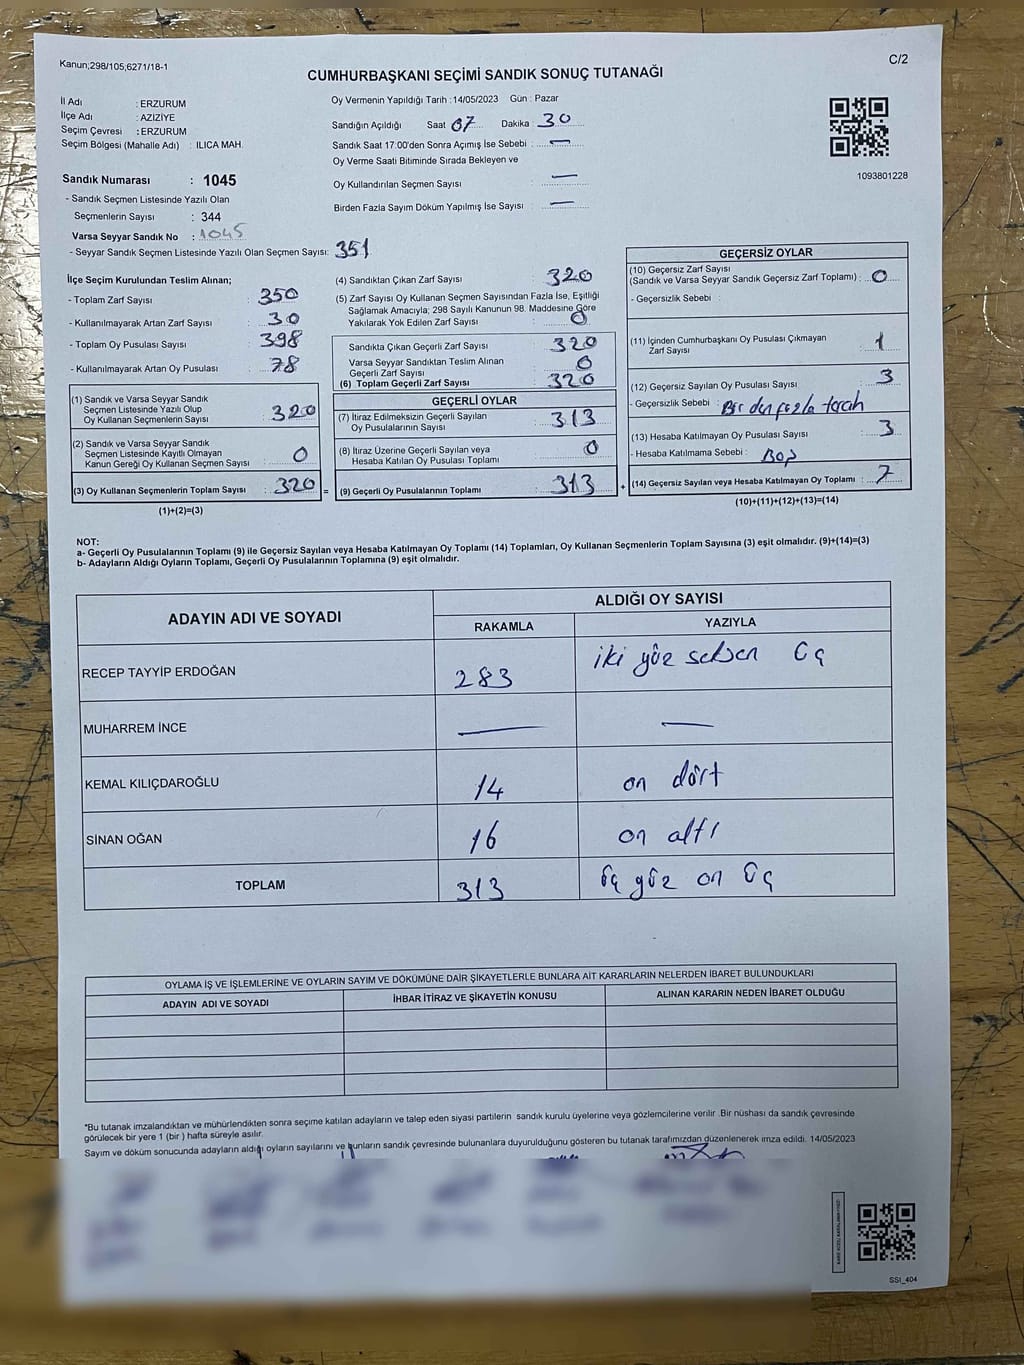 Kanun;298/105;6271/18-1
C/2
CUMHURBAŞKANI SEÇİMİ SANDIK SONUÇ TUTANAĞI
İl Adı : ERZURUM
İlçe Adı : AZİZİYE
Seçim Çevresi : ERZURUM
Seçim Bölgesi (Mahalle Adı) : ILICA MAH.
Sandık Numarası : 1045
- Sandık Seçmen Listesinde Yazılı Olan
Seçmenlerin Sayısı : 344
Varsa Seyyar Sandık No : 1045
- Seyyar Sandık Seçmen Listesinde Yazılı Olan Seçmen Sayısı: 351
Oy Vermenin Yapıldığı Tarih : 14/05/2023 Gün : Pazar
Sandığın Açıldığı Saat 07 Dakika : 30
Sandık Saat 17:00'den Sonra Açımış İse Sebebi : —
Oy Verme Saati Bitiminde Sırada Bekleyen ve
Oy Kullandırılan Seçmen Sayısı —
Birden Fazla Sayım Döküm Yapılmış İse Sayısı : —
1093801228
İlçe Seçim Kurulundan Teslim Alınan;
- Toplam Zarf Sayısı : 350
- Kullanılmayarak Artan Zarf Sayısı : 30
- Toplam Oy Pusulası Sayısı : 398
- Kullanılmayarak Artan Oy Pusulası : 78
(1) Sandık ve Varsa Seyyar Sandık
Seçmen Listesinde Yazılı Olup
Oy Kullanan Seçmenlerin Sayısı : 320
(2) Sandık ve Varsa Seyyar Sandık
Seçmen Listesinde Kayıtlı Olmayan
Kanun Gereği Oy Kullanan Seçmen Sayısı : 0
(3) Oy Kullanan Seçmenlerin Toplam Sayısı : 320 =
(1)+(2)=(3)
(4) Sandıktan Çıkan Zarf Sayısı : 320
(5) Zarf Sayısı Oy Kullanan Seçmen Sayısından Fazla İse, Eşitliği
Sağlamak Amacıyla; 298 Sayılı Kanunun 98. Maddesine Göre
Yakılarak Yok Edilen Zarf Sayısı : 0
Sandıkta Çıkan Geçerli Zarf Sayısı : 320
Varsa Seyyar Sandıktan Teslim Alınan
Geçerli Zarf Sayısı : 0
(6) Toplam Geçerli Zarf Sayısı : 320
GEÇERLİ OYLAR
(7) İtiraz Edilmeksizin Geçerli Sayılan
Oy Pusulalarının Sayısı : 313
(8) İtiraz Üzerine Geçerli Sayılan veya
Hesaba Katılan Oy Pusulası Toplamı : 0
(9) Geçerli Oy Pusulalarının Toplamı : 313 +
GEÇERSİZ OYLAR
(10) Geçersiz Zarf Sayısı
(Sandık ve Varsa Seyyar Sandık Geçersiz Zarf Toplamı) : 0
- Geçersizlik Sebebi :
(11) İçinden Cumhurbaşkanı Oy Pusulası Çıkmayan
Zarf Sayısı : 1
(12) Geçersiz Sayılan Oy Pusulası Sayısı : 3
- Geçersizlik Sebebi : Birden fazla tercih
(13) Hesaba Katılmayan Oy Pusulası Sayısı : 3
- Hesaba Katılmama Sebebi : Boş
(14) Geçersiz Sayılan veya Hesaba Katılmayan Oy Toplamı : 7
(10)+(11)+(12)+(13)=(14)
NOT:
a- Geçerli Oy Pusulalarının Toplamı (9) ile Geçersiz Sayılan veya Hesaba Katılmayan Oy Toplamı (14) Toplamları, Oy Kullanan Seçmenlerin Toplam Sayısına (3) eşit olmalıdır. (9)+(14)=(3)
b- Adayların Aldığı Oyların Toplamı, Geçerli Oy Pusulalarının Toplamına (9) eşit olmalıdır.
ADAYIN ADI VE SOYADI
ALDIĞI OY SAYISI
RAKAMLA YAZIYLA
RECEP TAYYİP ERDOĞAN 283 iki yüz seksen üç
MUHARREM İNCE — —
KEMAL KILIÇDAROĞLU 14 on dört
SİNAN OĞAN 16 on altı
TOPLAM 313 üç yüz on üç
OYLAMA İŞ VE İŞLEMLERİNE VE OYLARIN SAYIM VE DÖKÜMÜNE DAİR ŞİKAYETLERLE BUNLARA AİT KARARLARIN NELERDEN İBARET BULUNDUKLARI
ADAYIN ADI VE SOYADI İHBAR İTİRAZ VE ŞİKAYETİN KONUSU ALINAN KARARIN NEDEN İBARET OLDUĞU
*Bu tutanak imzalandıktan ve mühürlendikten sonra seçime katılan adayların ve talep eden siyasi partilerin sandık kurulu üyelerine veya gözlemcilerine verilir .Bir nüshası da sandık çevresinde
görülecek bir yere 1 (bir ) hafta süreyle asılır.
Sayım ve döküm sonucunda adayların aldığı oyların sayılarını ve bunların sandık çevresinde bulunanlara duyurulduğunu gösteren bu tutanak tarafımızdan düzenlenerek imza edildi. 14/05/2023
SSI_404